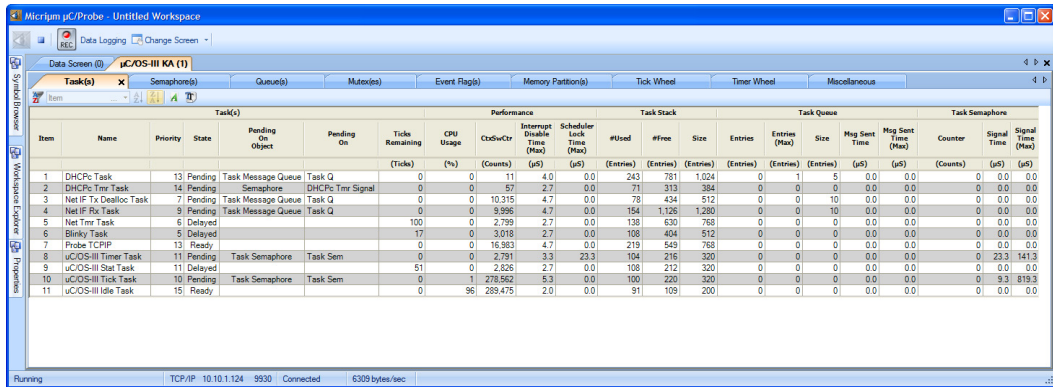 Micriµm µC/Probe - Untitled Workspace
REC Data Logging Change Screen
Data Screen (0) µC/OS-III KA (1)
Task(s) Semaphore(s) Queue(s) Mutex(es) Event Flag(s) Memory Partition(s) Tick Wheel Timer Wheel Miscellaneous
Item
Symbol Browser
Workspace Explorer
Properties
Task(s) Performance Task Stack Task Queue Task Semaphore
Item Name Priority State Pending On Object Pending On Ticks Remaining CPU Usage CtxSwCtr Interrupt Disable Time (Max) Scheduler Lock Time (Max) #Used #Free Size Entries Entries (Max) Size Msg Sent Time Msg Sent Time (Max) Counter Signal Time Signal Time (Max)
(Ticks) (%) (Counts) (µS) (µS) (Entries) (Entries) (Entries) (Entries) (Entries) (Entries) (µS) (µS) (Counts) (µS) (µS)
1 DHCPc Task 13 Pending Task Message Queue Task Q 0 0 11 4.0 0.0 243 781 1,024 0 1 5 0.0 0.0 0 0.0 0.0
2 DHCPc Tmr Task 14 Pending Semaphore DHCPc Tmr Signal 0 0 57 2.7 0.0 71 313 384 0 0 0 0.0 0.0 0 0.0 0.0
3 Net IF Tx Dealloc Task 7 Pending Task Message Queue Task Q 0 0 10,315 4.7 0.0 78 434 512 0 0 10 0.0 0.0 0 0.0 0.0
4 Net IF Rx Task 9 Pending Task Message Queue Task Q 0 0 9,996 4.7 0.0 154 1,126 1,280 0 0 10 0.0 0.0 0 0.0 0.0
5 Net Tmr Task 6 Delayed 100 0 2,799 2.7 0.0 138 630 768 0 0 0 0.0 0.0 0 0.0 0.0
6 Blinky Task 5 Delayed 17 0 3,018 2.7 0.0 108 404 512 0 0 0 0.0 0.0 0 0.0 0.0
7 Probe TCPIP 13 Ready 0 0 16,983 4.7 0.0 219 549 768 0 0 0 0.0 0.0 0 0.0 0.0
8 uC/OS-III Timer Task 11 Pending Task Semaphore Task Sem 0 0 2,791 3.3 23.3 104 216 320 0 0 0 0.0 0.0 0 23.3 141.3
9 uC/OS-III Stat Task 11 Delayed 51 0 2,826 2.7 0.0 108 212 320 0 0 0 0.0 0.0 0 0.0 0.0
10 uC/OS-III Tick Task 10 Pending Task Semaphore Task Sem 0 1 278,562 5.3 0.0 100 220 320 0 0 0 0.0 0.0 0 9.3 819.3
11 uC/OS-III Idle Task 15 Ready 0 96 289,475 2.0 0.0 91 109 200 0 0 0 0.0 0.0 0 0.0 0.0
Running TCP/IP 10.10.1.124 9930 Connected 6309 bytes/sec